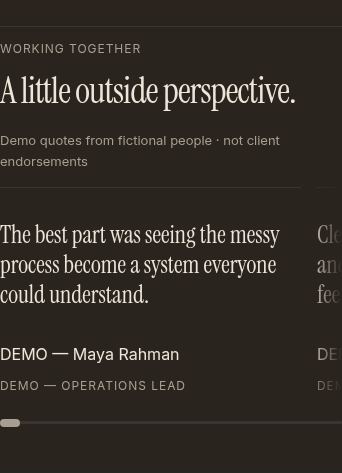 WORKING TOGETHER
A little outside perspective.
Demo quotes from fictional people · not client
endorsements
The best part was seeing the messy
process become a system everyone
could understand.
DEMO — Maya Rahman
DEMO — OPERATIONS LEAD